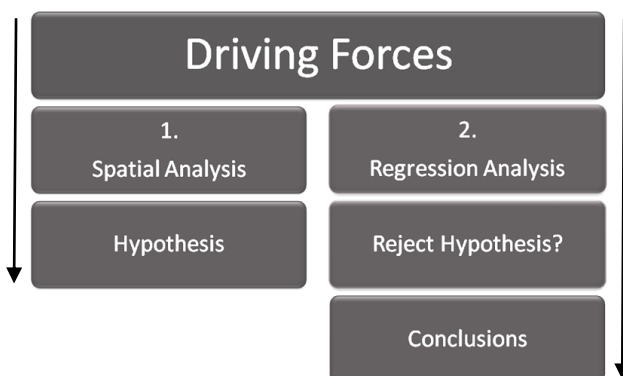 Driving Forces
1.
Spatial Analysis
Hypothesis
2.
Regression Analysis
Reject Hypothesis?
Conclusions